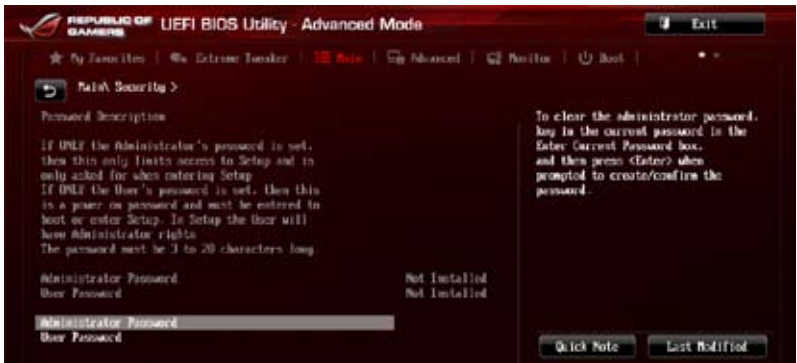 REPUBLIC OF GAMERS
UEFI BIOS Utility - Advanced Mode
Exit
My Favorites | Extreme Tweaker | Main | Advanced | Monitor | Boot |
Main\ Security >
Password Description
If ONLY the Administrator's password is set,
then this only limits access to Setup and is
only asked for when entering Setup
If ONLY the User's password is set, then this
is a power on password and must be entered to
boot or enter Setup. In Setup the User will
have Administrator rights
The password must be 3 to 20 characters long.
Administrator Password Not Installed
User Password Not Installed
Administrator Password
User Password
To clear the administrator password,
key in the current password in the
Enter Current Password box,
and then press <Enter> when
prompted to create/confirm the
password.
Quick Note
Last Modified